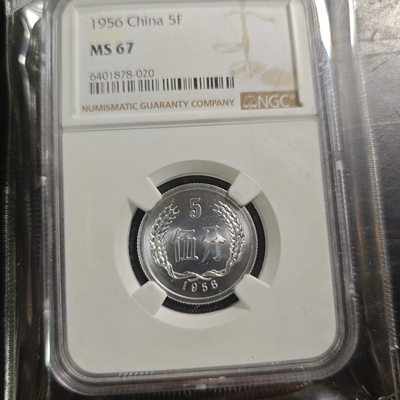 1956 China 5F
MS 67
6401878-020
NUMISMATIC GUARANTY COMPANY
NGC
5
伍分
1956